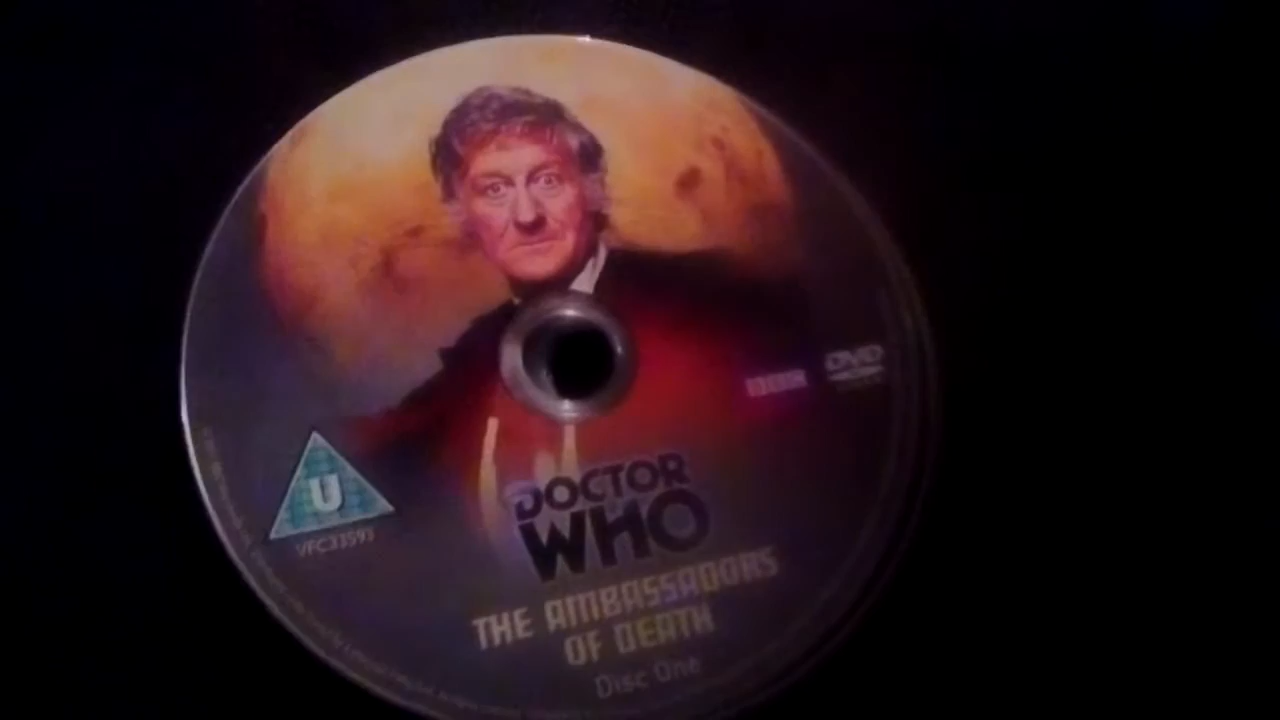 BBC
DVD
U
VFC33593
DOCTOR
WHO
THE AMBASSADORS
OF DEATH
Disc One